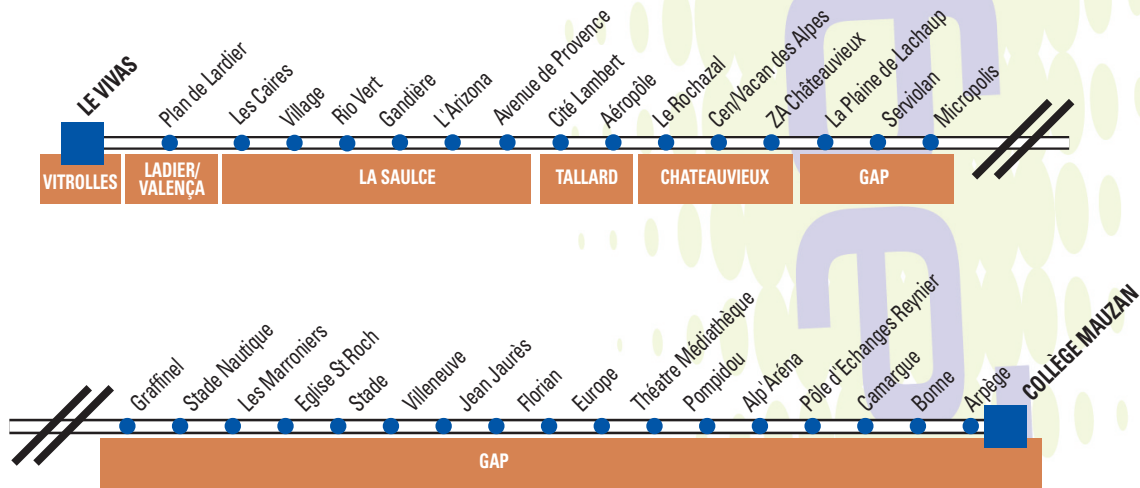 LE VIVAS
Plan de Lardier
Les Caires
Village
Rio Vert
Gandière
L'Arizona
Avenue de Provence
Cité Lambert
Aéropôle
Le Rochazal
Cen/Vacan des Alpes
ZA Châteauvieux
La Plaine de Lachaup
Serviolan
Micropolis
VITROLLES
LADIER/
VALENÇA
LA SAULCE
TALLARD
CHATEAUVIEUX
GAP
Graffinel
Stade Nautique
Les Marroniers
Eglise St Roch
Stade
Villeneuve
Jean Jaurès
Florian
Europe
Théatre Médiathèque
Pompidou
Alp'Aréna
Pôle d'Echanges Reynier
Camargue
Bonne
Arpège
COLLÈGE MAUZAN
GAP